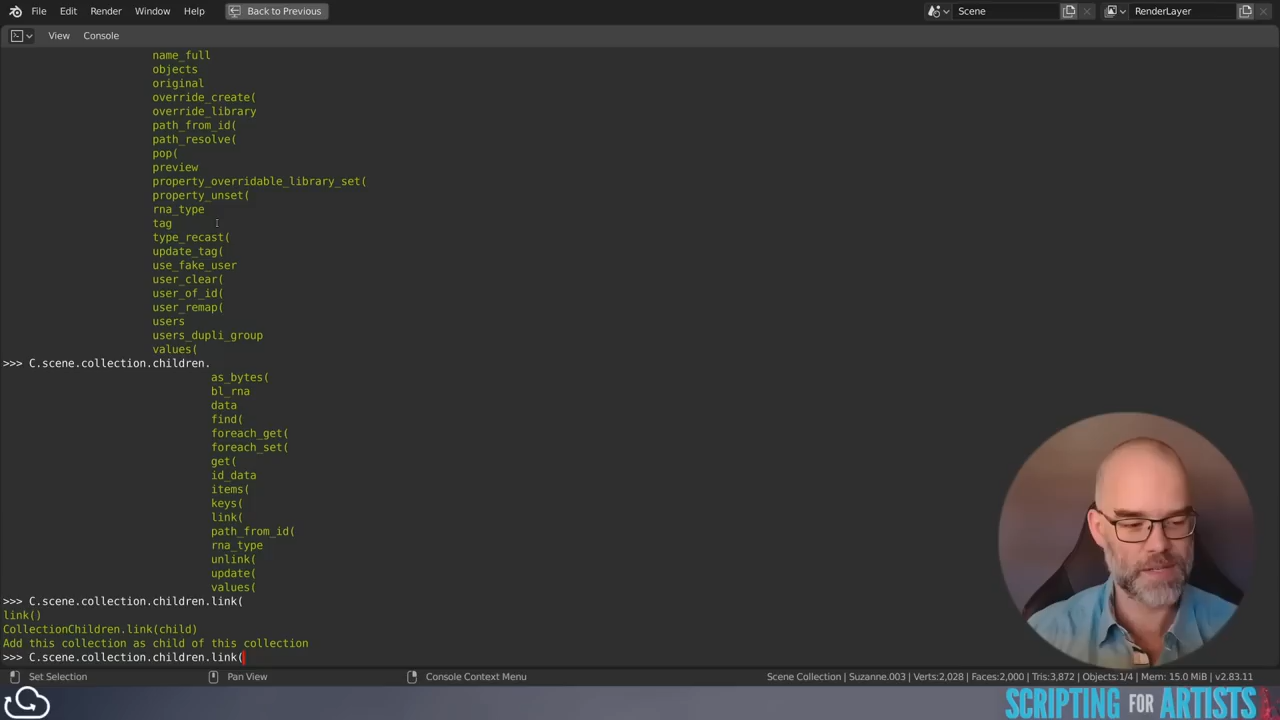 File Edit Render Window Help Back to Previous Scene RenderLayer
View Console
name_full
objects
original
override_create(
override_library
path_from_id(
path_resolve(
pop(
preview
property_overridable_library_set(
property_unset(
rna_type
tag
type_recast(
update_tag(
use_fake_user
user_clear(
user_of_id(
user_remap(
users
users_dupli_group
values(
>>> C.scene.collection.children.
as_bytes(
bl_rna
data
find(
foreach_get(
foreach_set(
get(
id_data
items(
keys(
link(
path_from_id(
rna_type
unlink(
update(
values(
>>> C.scene.collection.children.link(
link()
CollectionChildren.link(child)
Add this collection as child of this collection
>>> C.scene.collection.children.link(
Set Selection Pan View Console Context Menu Scene Collection | Suzanne.003 | Verts:2,028 | Faces:2,000 | Tris:3,872 | Objects:1/4 | Mem: 15.0 MiB | v2.83.11
SCRIPTING FOR ARTISTS